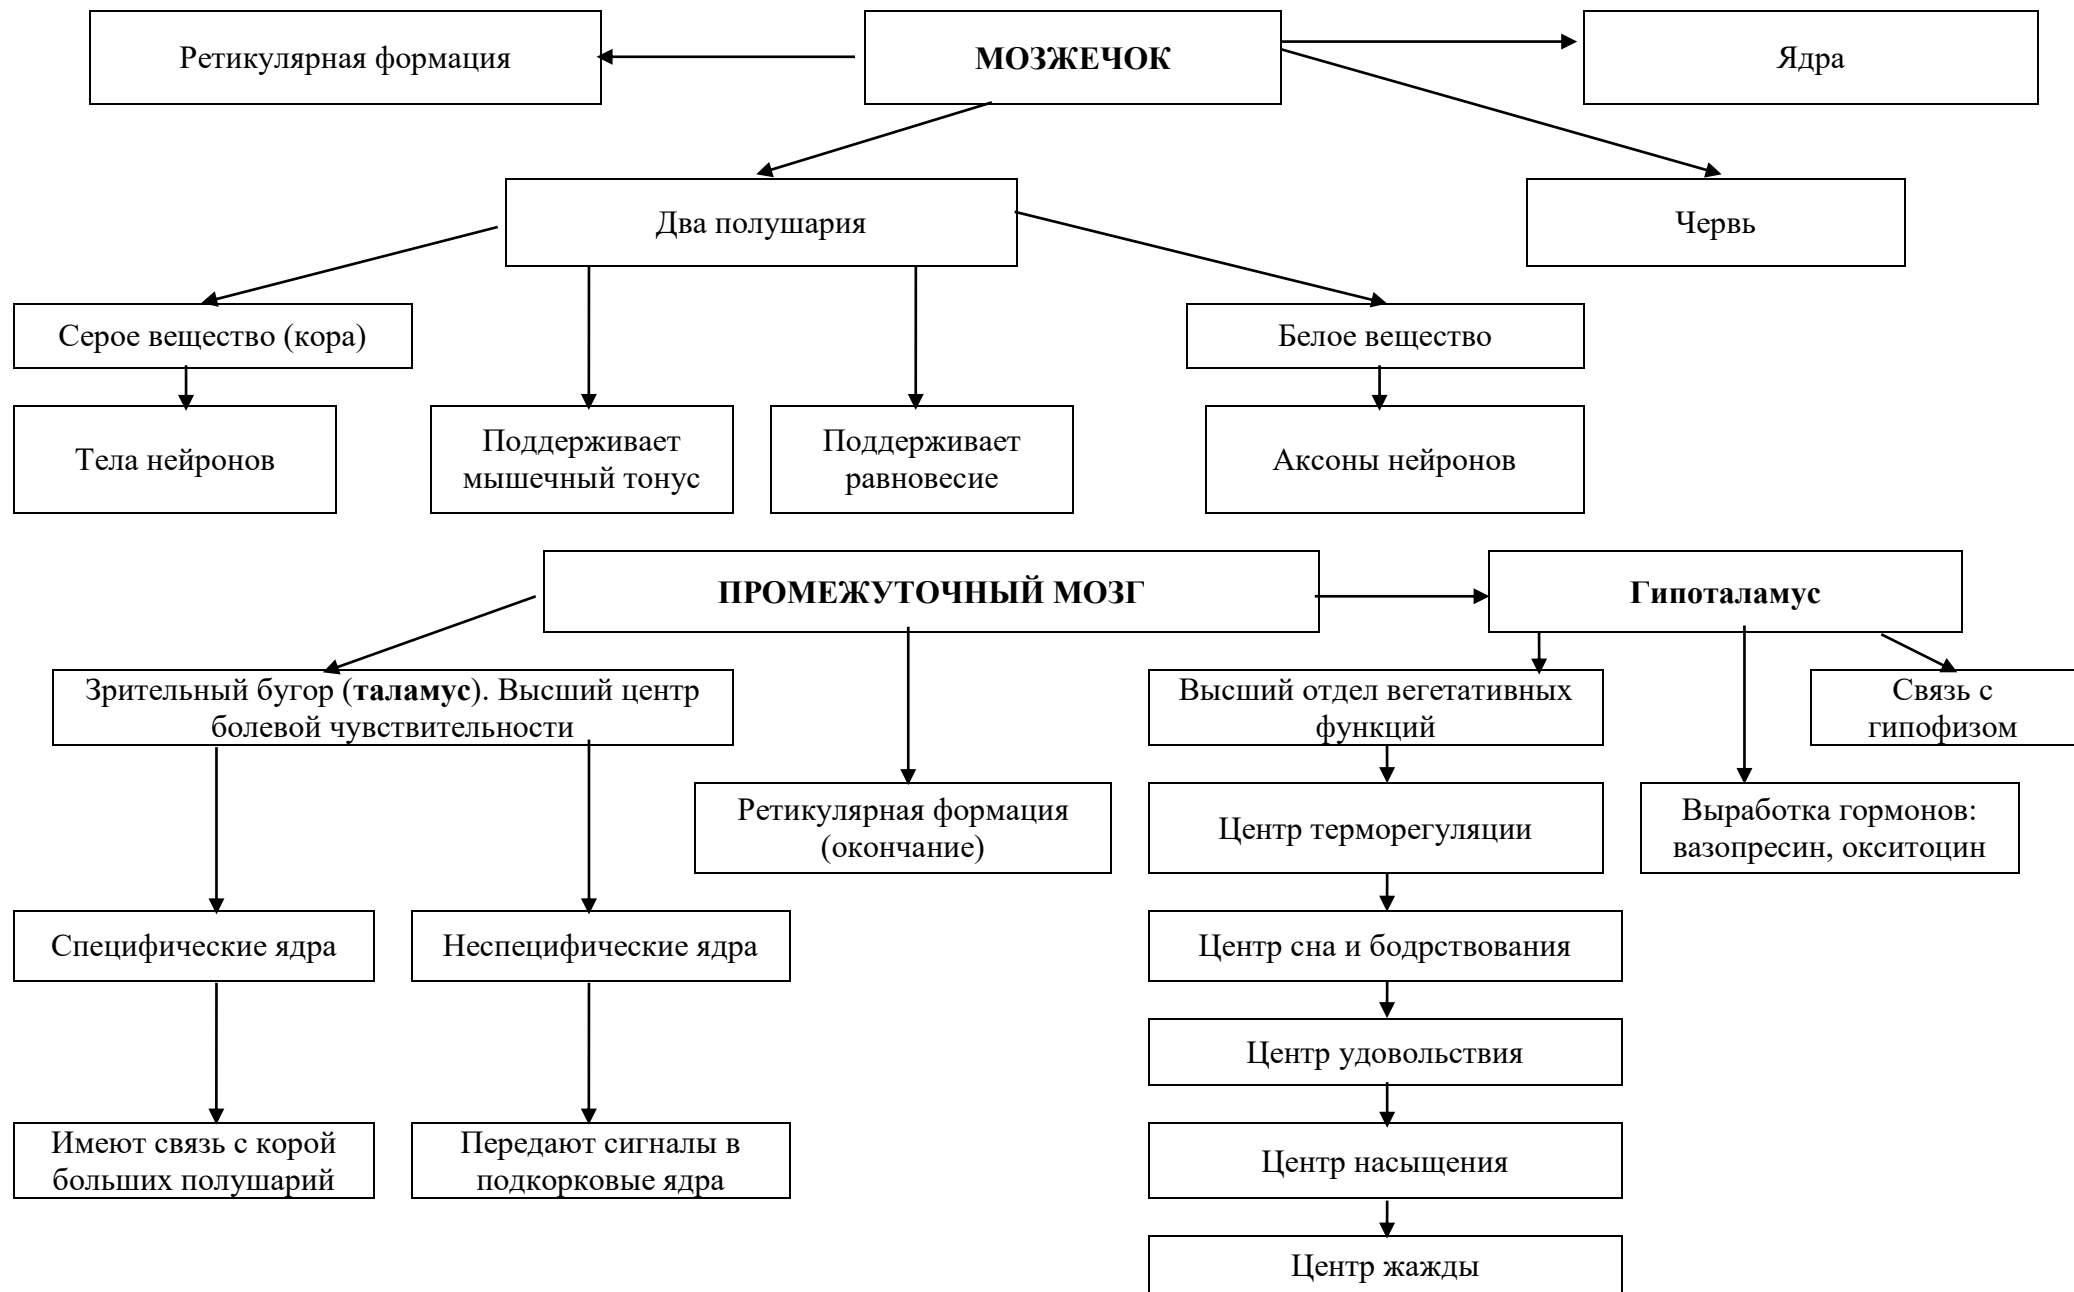 Ретикулярная формация
МОЗЖЕЧОК
Ядра
Два полушария
Червь
Серое вещество (кора)
Белое вещество
Тела нейронов
Поддерживает
мышечный тонус
Поддерживает
равновесие
Аксоны нейронов
ПРОМЕЖУТОЧНЫЙ МОЗГ
Гипоталамус
Зрительный бугор (таламус). Высший центр
болевой чувствительности
Высший отдел вегетативных
функций
Связь с
гипофизом
Ретикулярная формация
(окончание)
Центр терморегуляции
Выработка гормонов:
вазопресин, окситоцин
Специфические ядра
Неспецифические ядра
Центр сна и бодрствования
Центр удовольствия
Имеют связь с корой
больших полушарий
Передают сигналы в
подкорковые ядра
Центр насыщения
Центр жажды